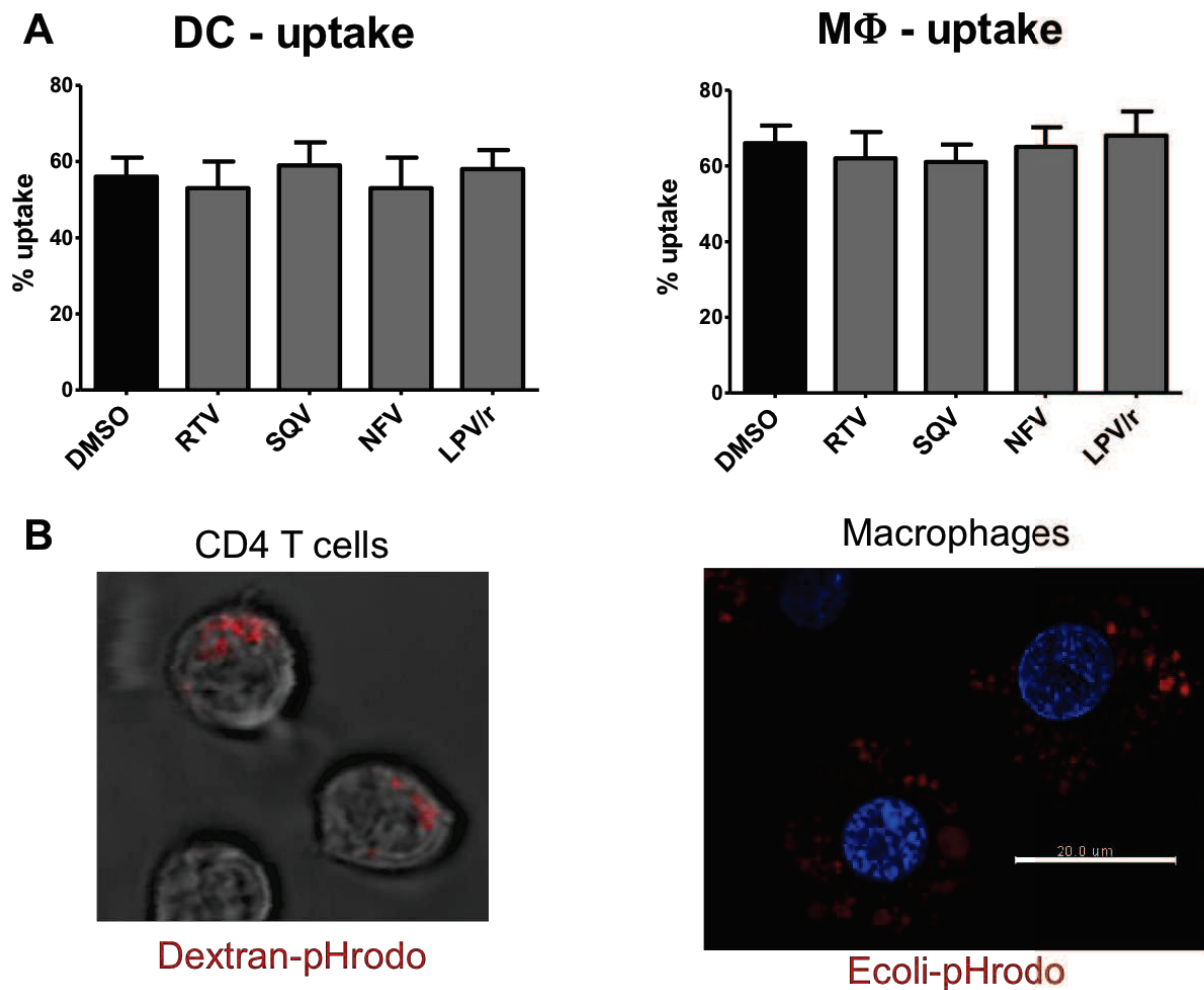 A
DC - uptake
MΦ - uptake
% uptake
80
60
40
20
0
DMSO
RTV
SQV
NFV
LPV/r
% uptake
80
60
40
20
0
DMSO
RTV
SQV
NFV
LPV/r
B
CD4 T cells
Macrophages
20.0 um
Dextran-pHrodo
Ecoli-pHrodo